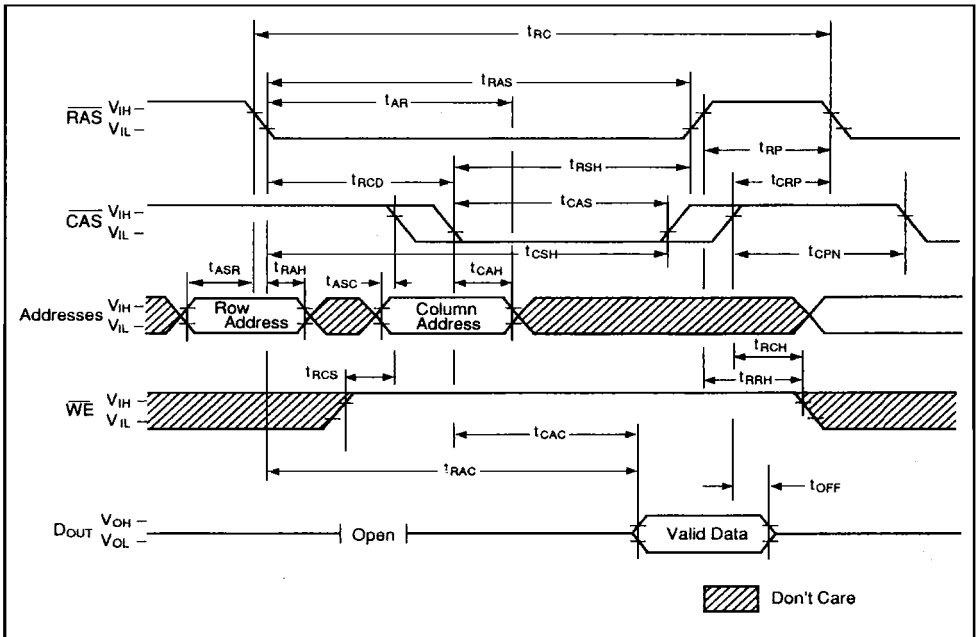 tRC
tRAS
tAR
RAS VIH
VIL
tRP
tRSH
tRCD
tCRP
tCAS
CAS VIH
VIL
tCSH
tCPN
tASR
tRAH
tASC
tCAH
Addresses VIH
VIL
Row Address
Column Address
tRCH
tRCS
tRRH
WE VIH
VIL
tCAC
tRAC
tOFF
DOUT VOH
VOL
Open
Valid Data
Don't Care